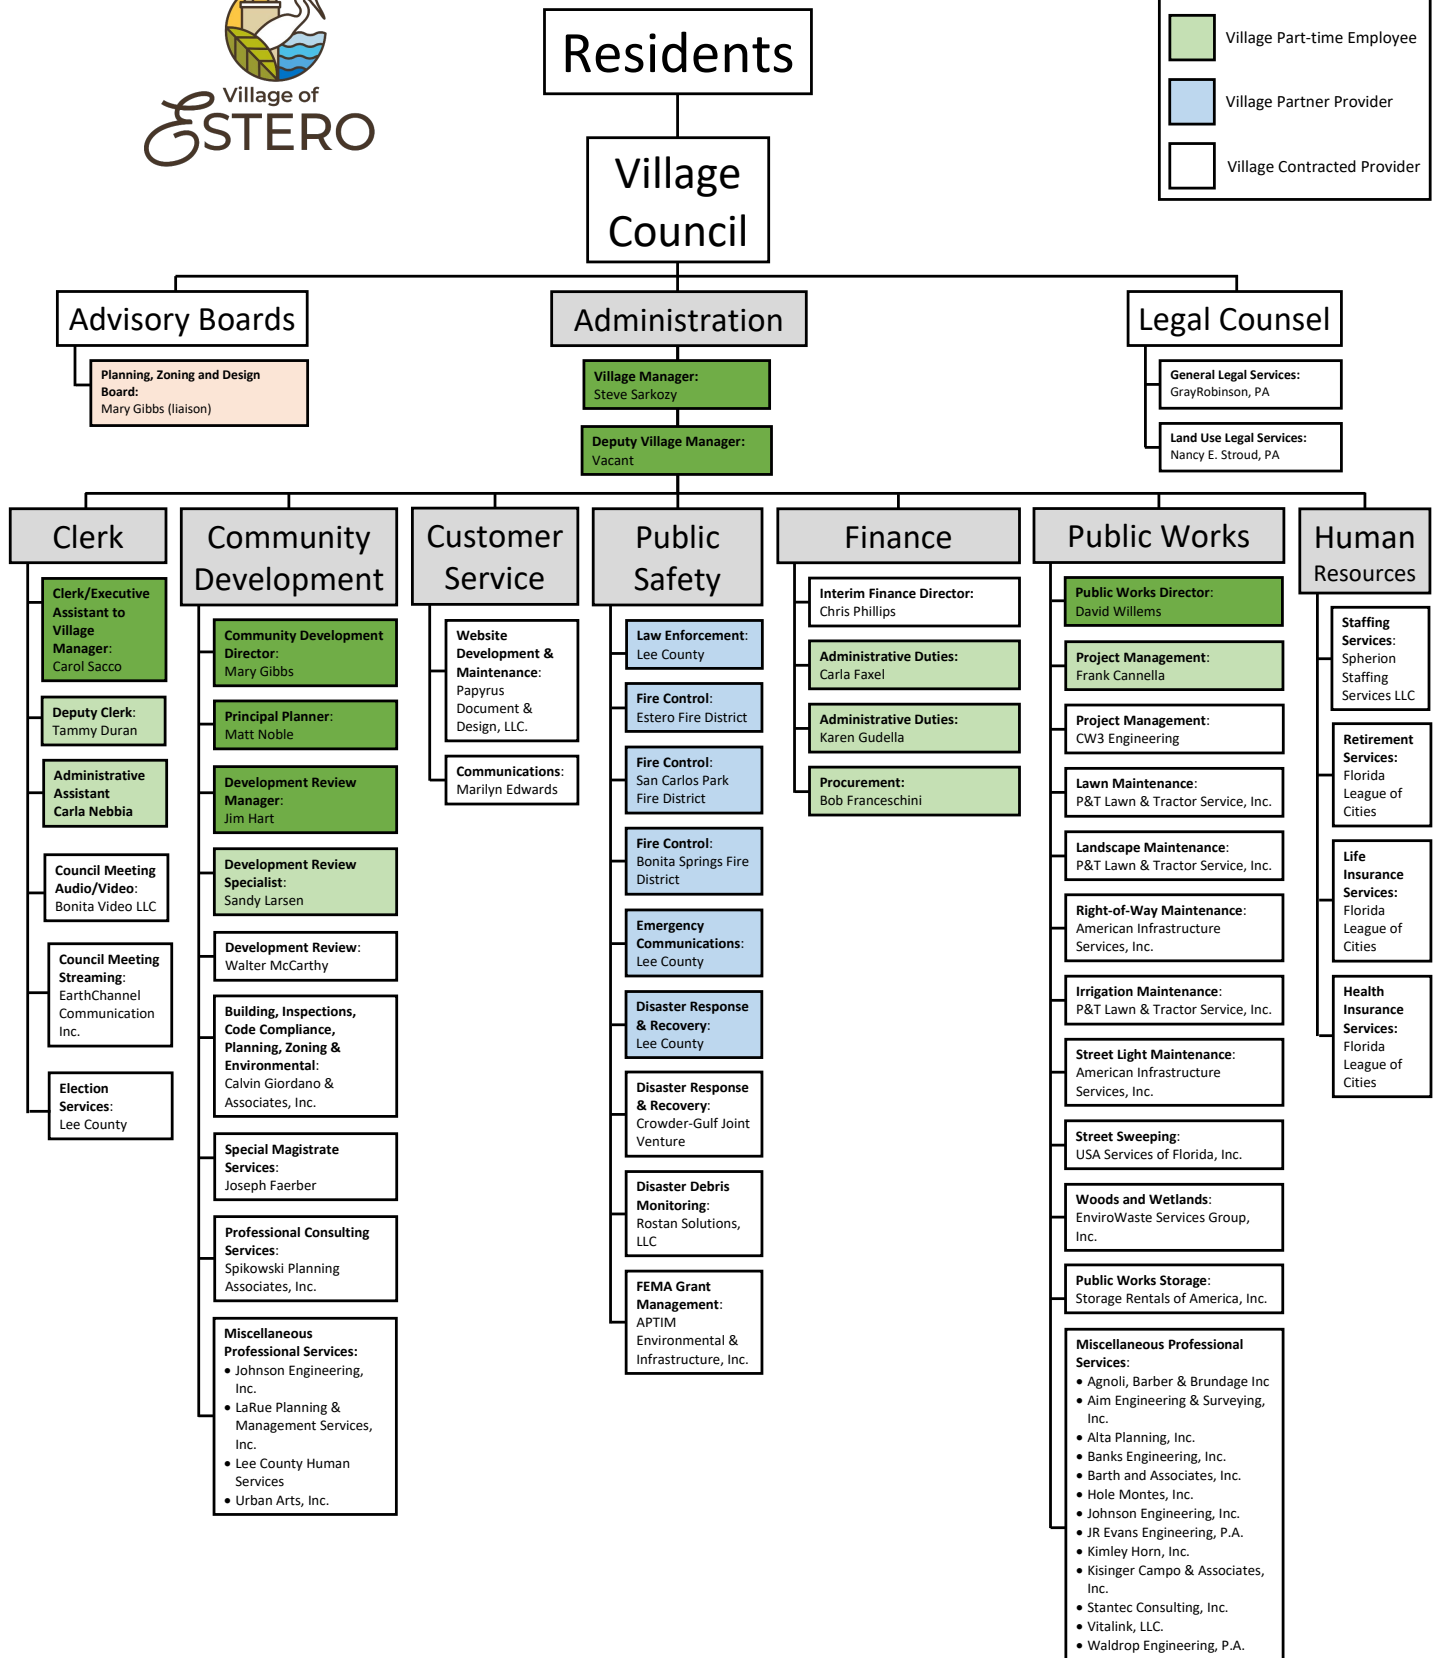 Village of
ESTERO
Residents
Village Part-time Employee
Village Partner Provider
Village Contracted Provider
Village
Council
Advisory Boards
Planning, Zoning and Design
Board:
Mary Gibbs (liaison)
Administration
Village Manager:
Steve Sarkozy
Deputy Village Manager:
Vacant
Legal Counsel
General Legal Services:
GrayRobinson, PA
Land Use Legal Services:
Nancy E. Stroud, PA
Clerk
Clerk/Executive
Assistant to
Village
Manager:
Carol Sacco
Deputy Clerk:
Tammy Duran
Administrative
Assistant
Carla Nebbia
Council Meeting
Audio/Video:
Bonita Video LLC
Council Meeting
Streaming:
EarthChannel
Communication
Inc.
Election
Services:
Lee County
Community
Development
Community Development
Director:
Mary Gibbs
Principal Planner:
Matt Noble
Development Review
Manager:
Jim Hart
Development Review
Specialist:
Sandy Larsen
Development Review:
Walter McCarthy
Building, Inspections,
Code Compliance,
Planning, Zoning &
Environmental:
Calvin Giordano &
Associates, Inc.
Special Magistrate
Services:
Joseph Faerber
Professional Consulting
Services:
Spikowski Planning
Associates, Inc.
Miscellaneous
Professional Services:
• Johnson Engineering,
Inc.
• LaRue Planning &
Management Services,
Inc.
• Lee County Human
Services
• Urban Arts, Inc.
Customer
Service
Website
Development &
Maintenance:
Papyrus
Document &
Design, LLC.
Communications:
Marilyn Edwards
Public
Safety
Law Enforcement:
Lee County
Fire Control:
Estero Fire District
Fire Control:
San Carlos Park
Fire District
Fire Control:
Bonita Springs Fire
District
Emergency
Communications:
Lee County
Disaster Response
& Recovery:
Lee County
Disaster Response
& Recovery:
Crowder-Gulf Joint
Venture
Disaster Debris
Monitoring:
Rostan Solutions,
LLC
FEMA Grant
Management:
APTIM
Environmental &
Infrastructure, Inc.
Finance
Interim Finance Director:
Chris Phillips
Administrative Duties:
Carla Faxel
Administrative Duties:
Karen Gudella
Procurement:
Bob Franceschini
Public Works
Public Works Director:
David Willems
Project Management:
Frank Cannella
Project Management:
CW3 Engineering
Lawn Maintenance:
P&T Lawn & Tractor Service, Inc.
Landscape Maintenance:
P&T Lawn & Tractor Service, Inc.
Right-of-Way Maintenance:
American Infrastructure
Services, Inc.
Irrigation Maintenance:
P&T Lawn & Tractor Service, Inc.
Street Light Maintenance:
American Infrastructure
Services, Inc.
Street Sweeping:
USA Services of Florida, Inc.
Woods and Wetlands:
EnviroWaste Services Group,
Inc.
Public Works Storage:
Storage Rentals of America, Inc.
Miscellaneous Professional
Services:
• Agnoli, Barber & Brundage Inc
• Aim Engineering & Surveying,
Inc.
• Alta Planning, Inc.
• Banks Engineering, Inc.
• Barth and Associates, Inc.
• Hole Montes, Inc.
• Johnson Engineering, Inc.
• JR Evans Engineering, P.A.
• Kimley Horn, Inc.
• Kisinger Campo & Associates,
Inc.
• Stantec Consulting, Inc.
• Vitalink, LLC.
• Waldrop Engineering, P.A.
Human
Resources
Staffing
Services:
Spherion
Staffing
Services LLC
Retirement
Services:
Florida
League of
Cities
Life
Insurance
Services:
Florida
League of
Cities
Health
Insurance
Services:
Florida
League of
Cities